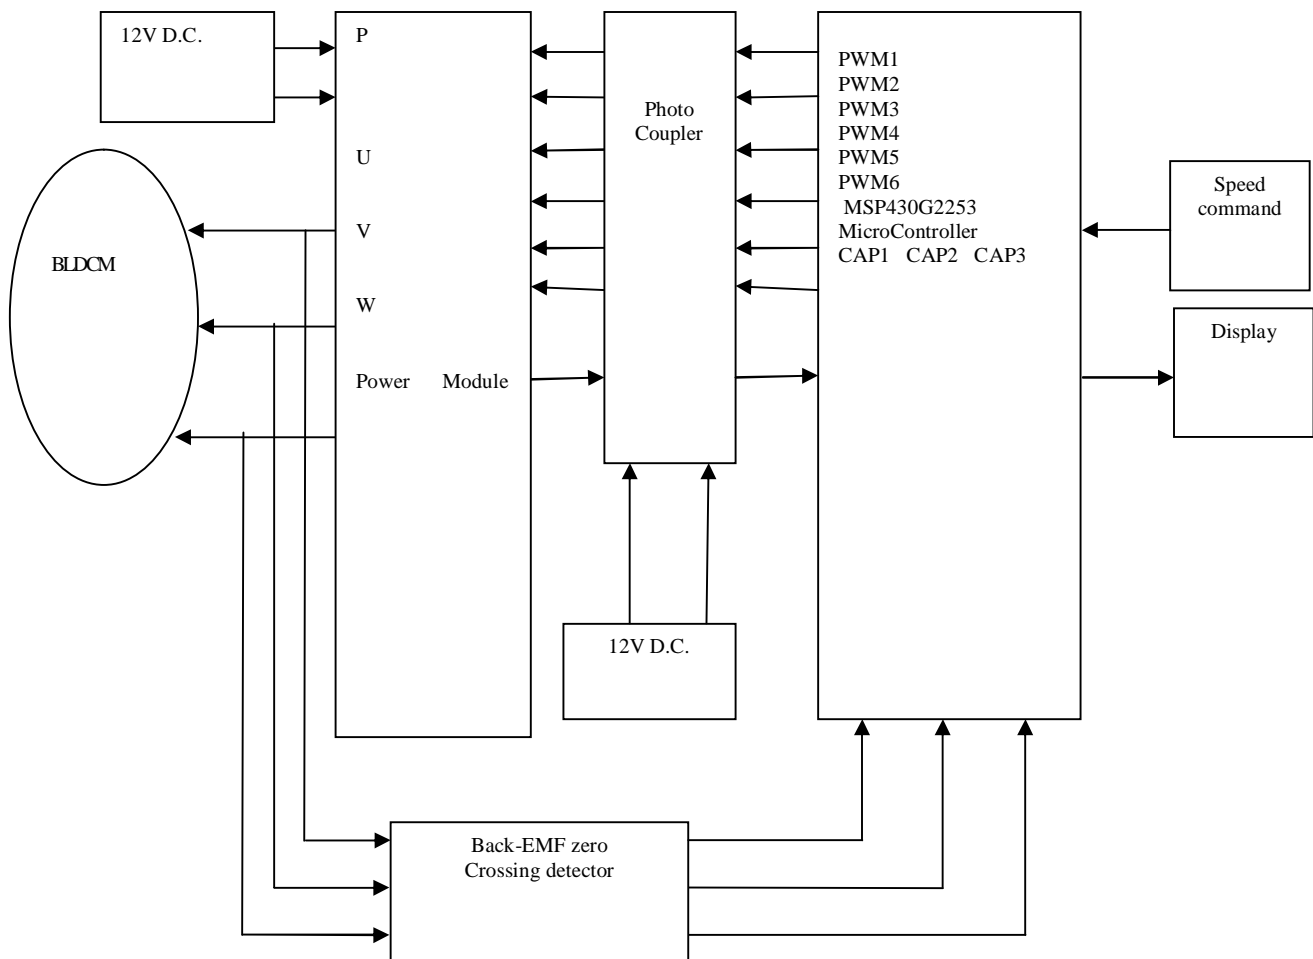 12V D.C.
P
U
V
W
Power Module
Photo
Coupler
PWM1
PWM2
PWM3
PWM4
PWM5
PWM6
MSP430G2253
MicroController
CAP1 CAP2 CAP3
Speed
command
Display
BLDCM
12V D.C.
Back-EMF zero
Crossing detector